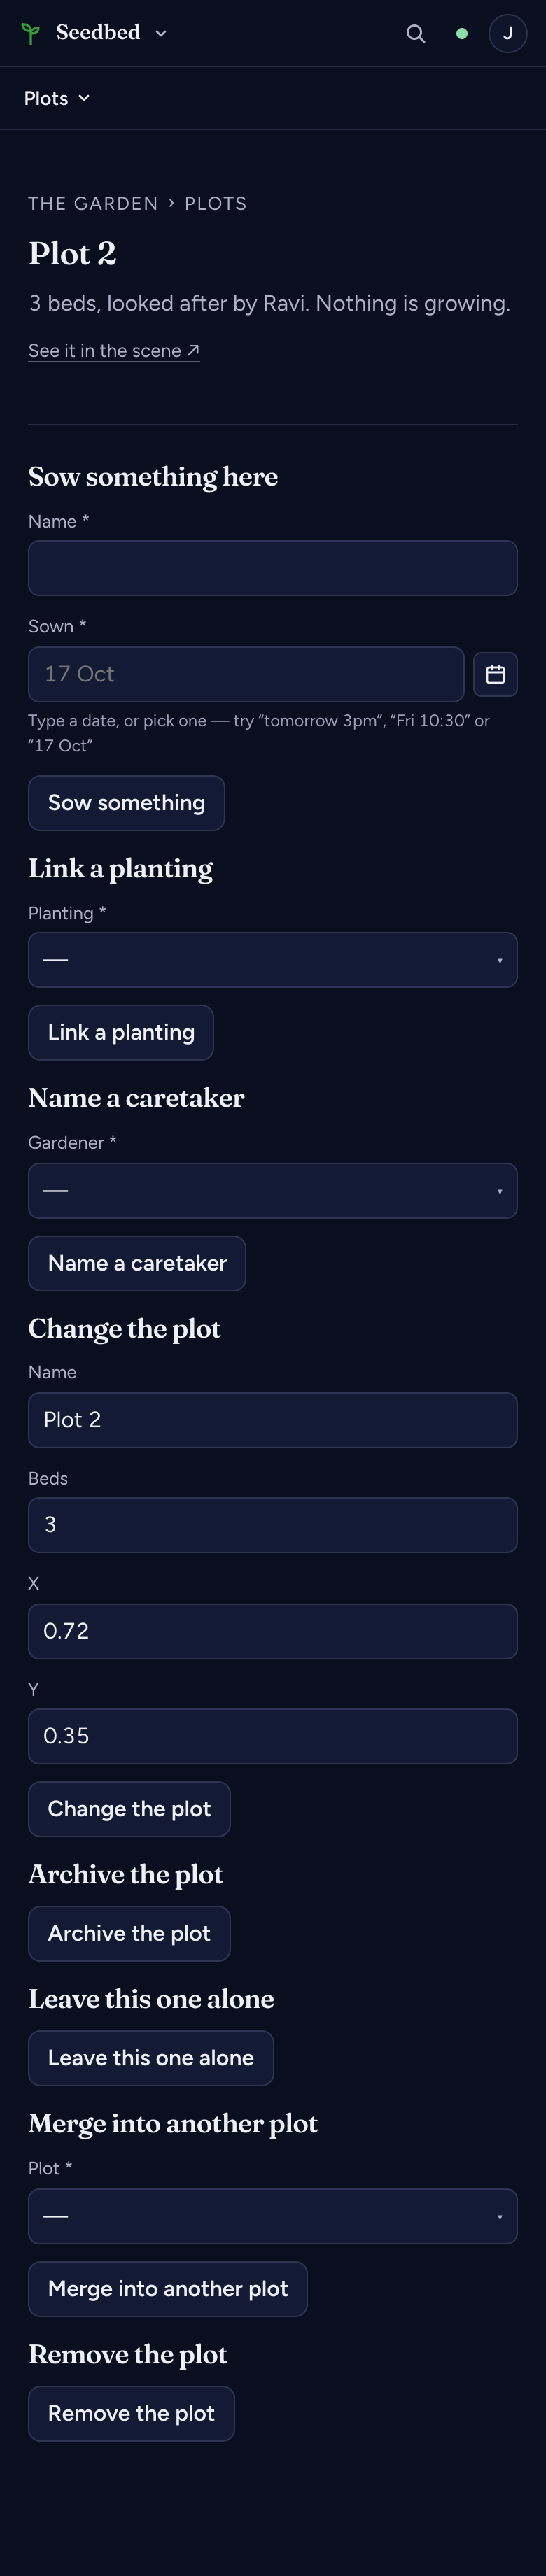 Seedbed
J
Plots
THE GARDEN › PLOTS
Plot 2
3 beds, looked after by Ravi. Nothing is growing.
See it in the scene ↗
Sow something here
Name *
Sown *
17 Oct
Type a date, or pick one — try “tomorrow 3pm”, “Fri 10:30” or
“17 Oct”
Sow something
Link a planting
Planting *
—
Link a planting
Name a caretaker
Gardener *
—
Name a caretaker
Change the plot
Name
Plot 2
Beds
3
X
0.72
Y
0.35
Change the plot
Archive the plot
Archive the plot
Leave this one alone
Leave this one alone
Merge into another plot
Plot *
—
Merge into another plot
Remove the plot
Remove the plot